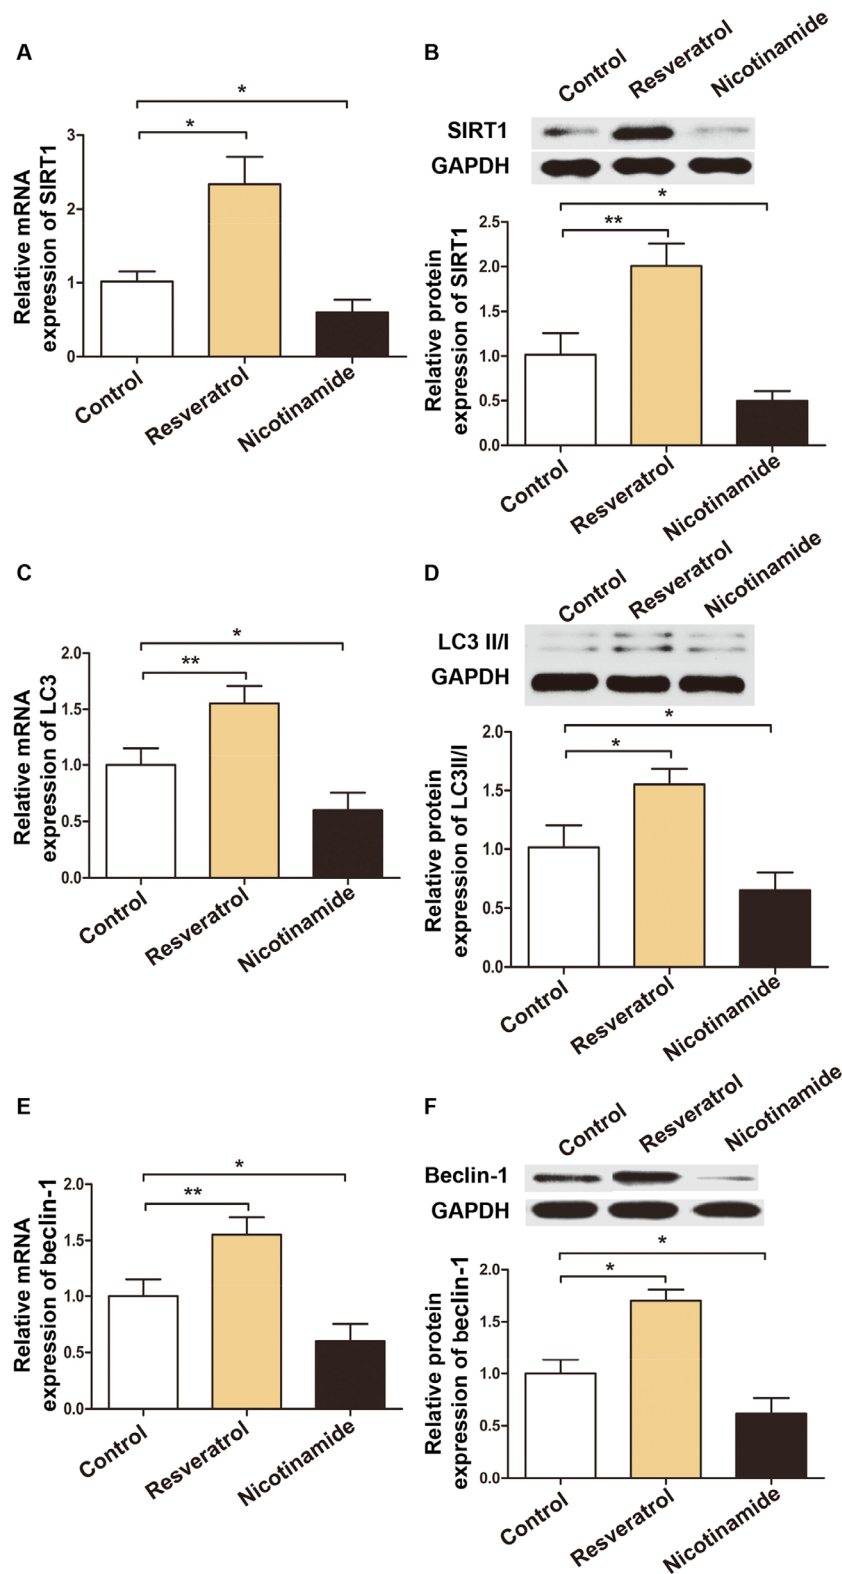 A
*
*
Relative mRNA
expression of SIRT1
3
2
1
0
Control
Resveratrol
Nicotinamide
B
Control
Resveratrol
Nicotinamide
SIRT1
GAPDH
*
**
Relative protein
expression of SIRT1
2.5
2.0
1.5
1.0
0.5
0.0
Control
Resveratrol
Nicotinamide
C
*
**
Relative mRNA
expression of LC3
2.0
1.5
1.0
0.5
0.0
Control
Resveratrol
Nicotinamide
D
Control
Resveratrol
Nicotinamide
LC3 II/I
GAPDH
*
*
Relative protein
expression of LC3II/I
2.0
1.5
1.0
0.5
0.0
Control
Resveratrol
Nicotinamide
E
*
**
Relative mRNA
expression of beclin-1
2.0
1.5
1.0
0.5
0.0
Control
Resveratrol
Nicotinamide
F
Control
Resveratrol
Nicotinamide
Beclin-1
GAPDH
*
*
Relative protein
expression of beclin-1
2.0
1.5
1.0
0.5
0.0
Control
Resveratrol
Nicotinamide